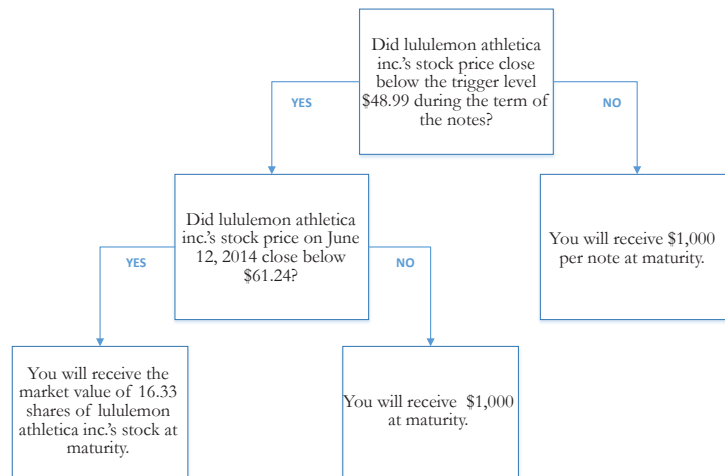 Did lululemon athletica
inc.'s stock price close
below the trigger level
$48.99 during the term of
the notes?
YES
NO
Did lululemon athletica
inc.'s stock price on June
12, 2014 close below
$61.24?
You will receive $1,000
per note at maturity.
YES
NO
You will receive the
market value of 16.33
shares of lululemon
athletica inc.'s stock at
maturity.
You will receive $1,000
at maturity.